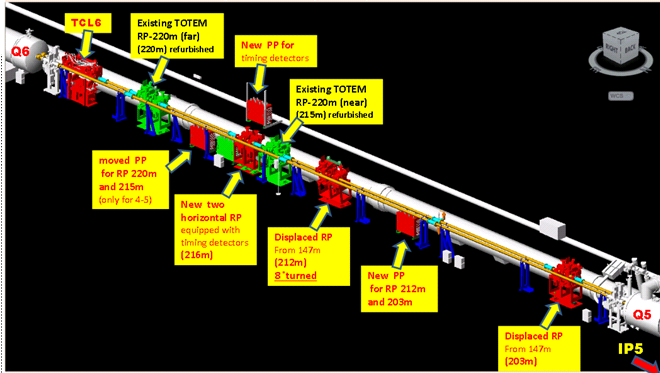 TCL6
Q6
Existing TOTEM
RP-220m (far)
(220m) refurbished
New PP for
timing detectors
Existing TOTEM
RP-220m (near)
(215m) refurbished
RIGHT
BACK
WCS
moved PP
for RP 220m
and 215m
(only for 4-5)
New two
horizontal RP
equipped with
timing detectors
(216m)
Displaced RP
From 147m
(212m)
8°turned
New PP
for RP 212m
and 203m
Displaced RP
From 147m
(203m)
Q5
IP5